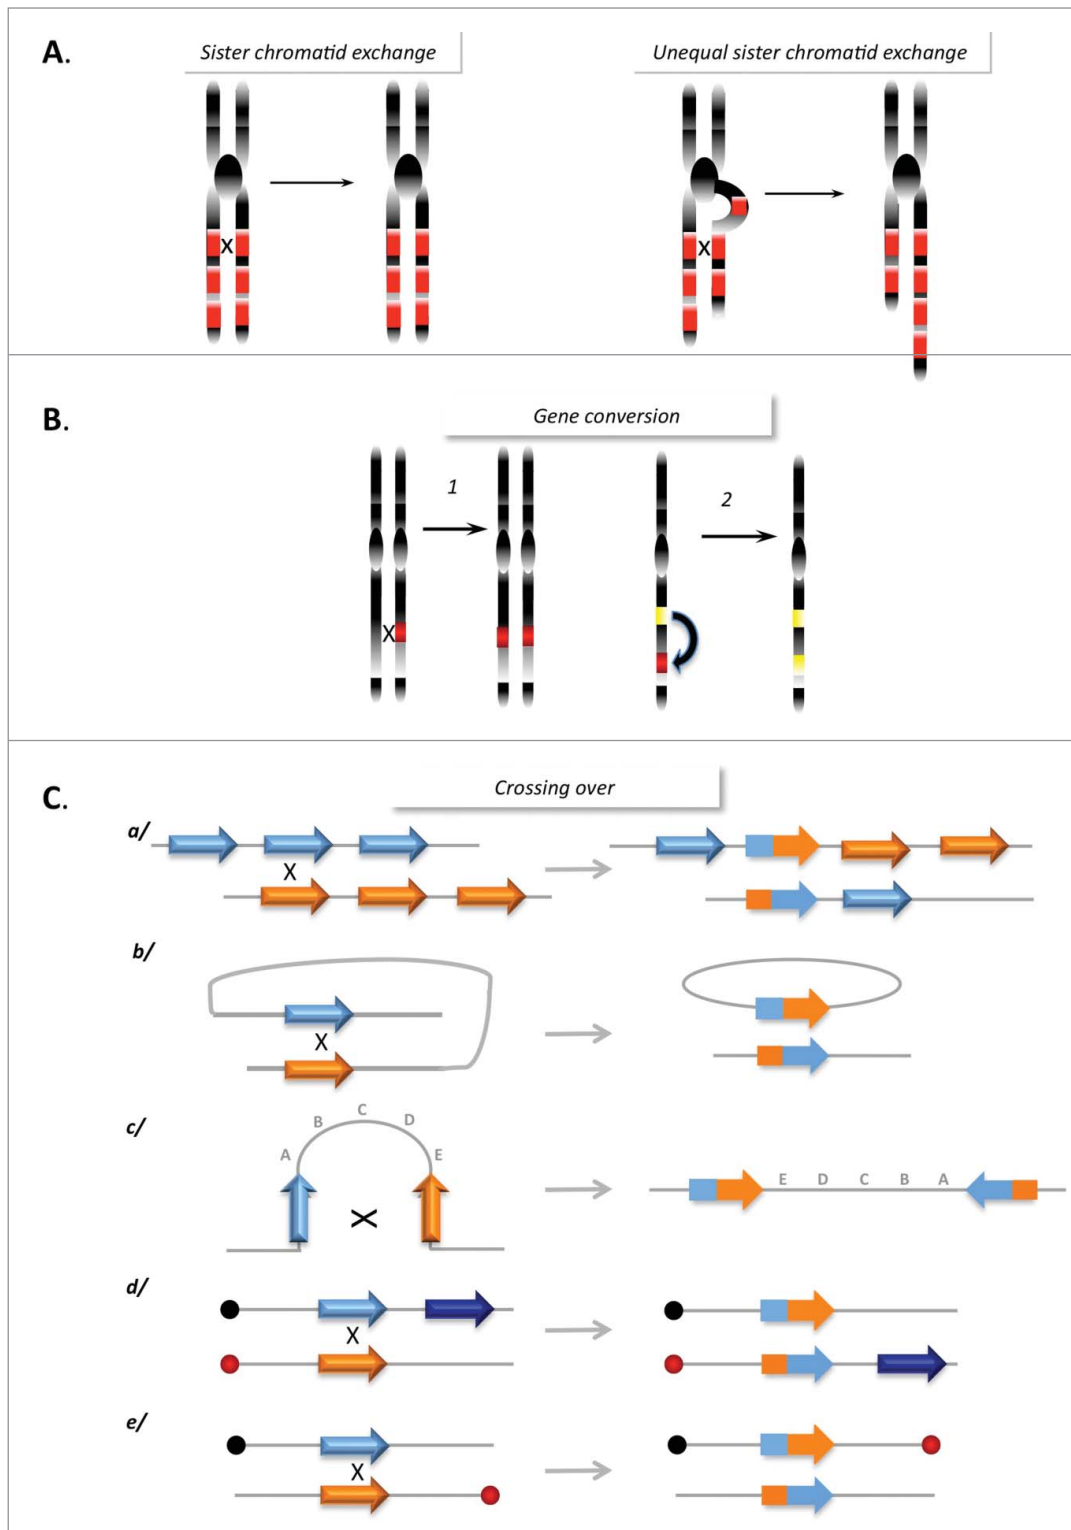 A.
Sister chromatid exchange
Unequal sister chromatid exchange
X
X
B.
Gene conversion
1
2
X
C.
Crossing over
a/
X
b/
X
c/
A B C D E
X
E D C B A
d/
X
e/
X